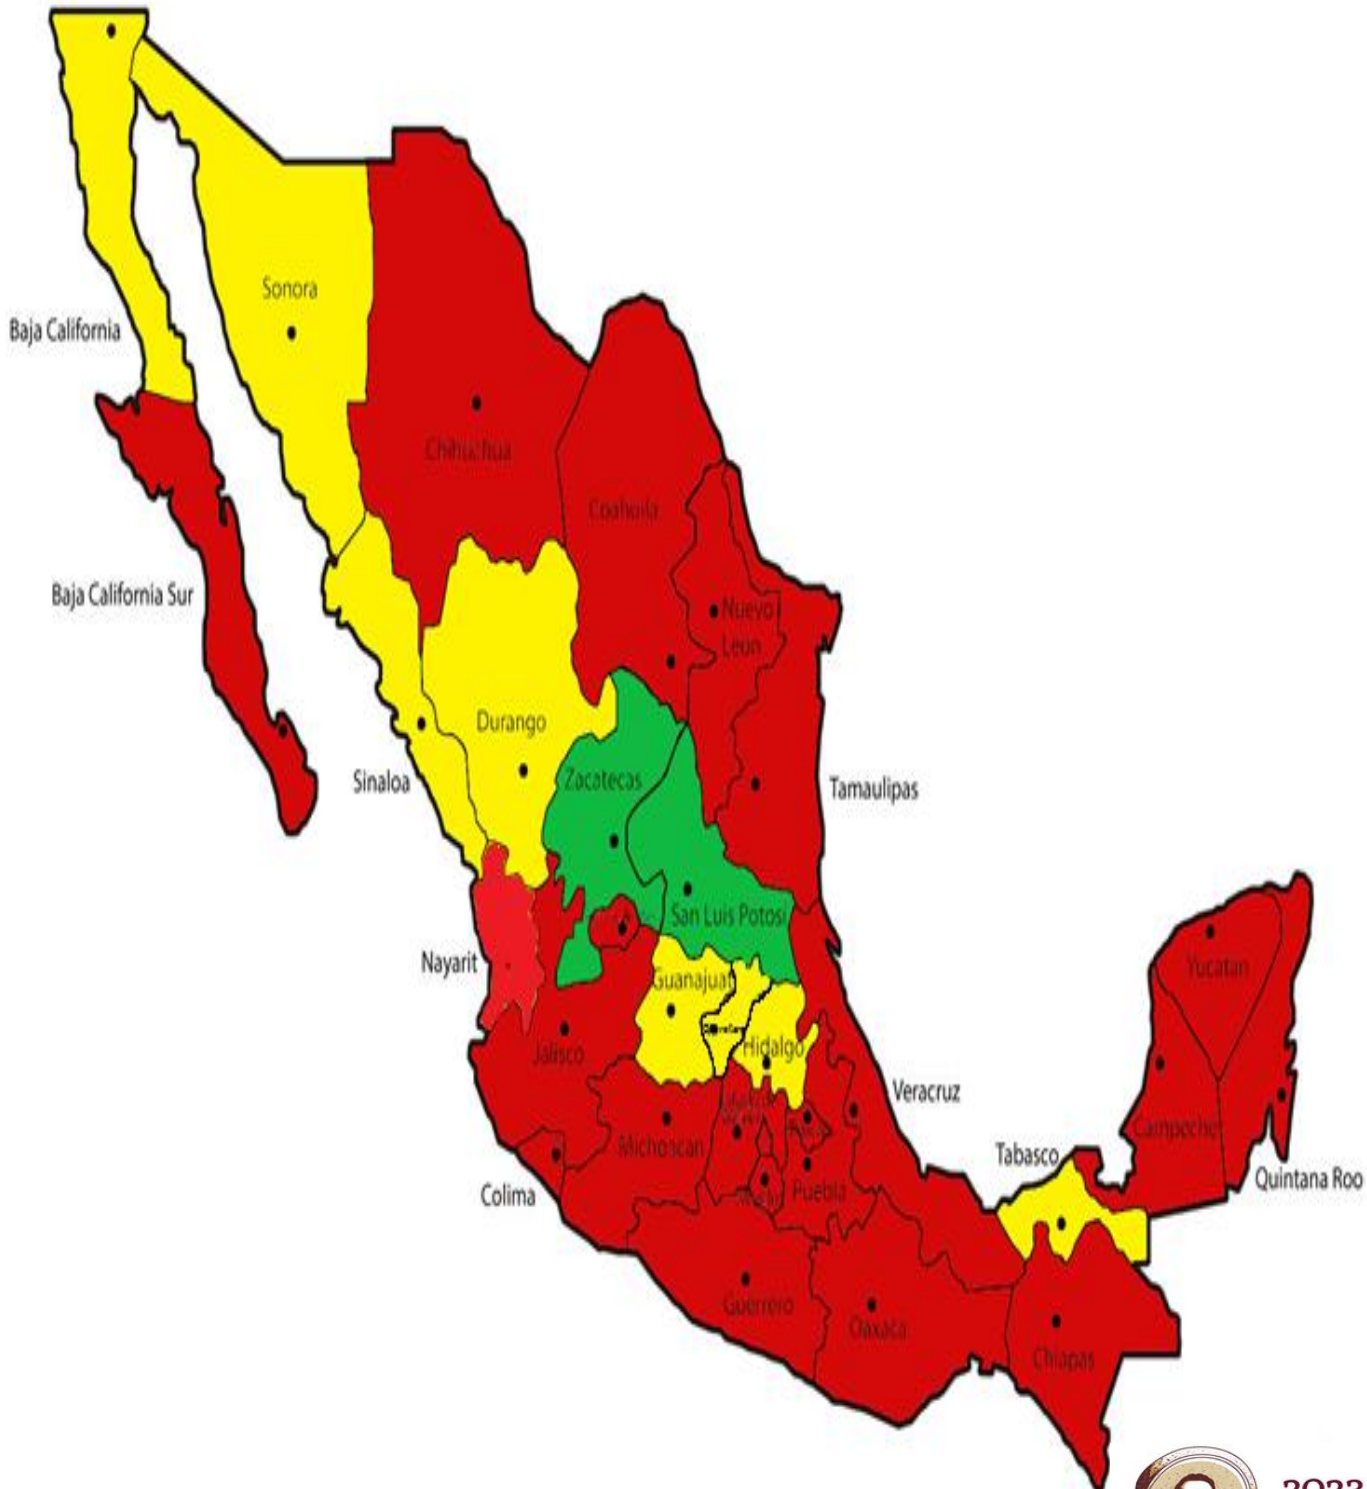 Sonora
Baja California
Chihuahua
Coahuila
Baja California Sur
Nuevo
Leon
Durango
Sinaloa
Zacatecas
Tamaulipas
San Luis Potosi
Nayarit
Guanajuat
Yucatan
Jalisco
Hidalgo
Veracruz
Campeche
Michoacan
Tabasco
Colima
Puebla
Quintana Roo
Guerrero
Oaxaca
Chiapas